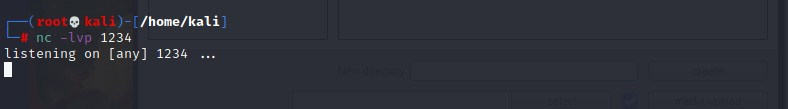 ┌──(root💀kali)-[/home/kali]
└─# nc -lvp 1234
listening on [any] 1234 ...